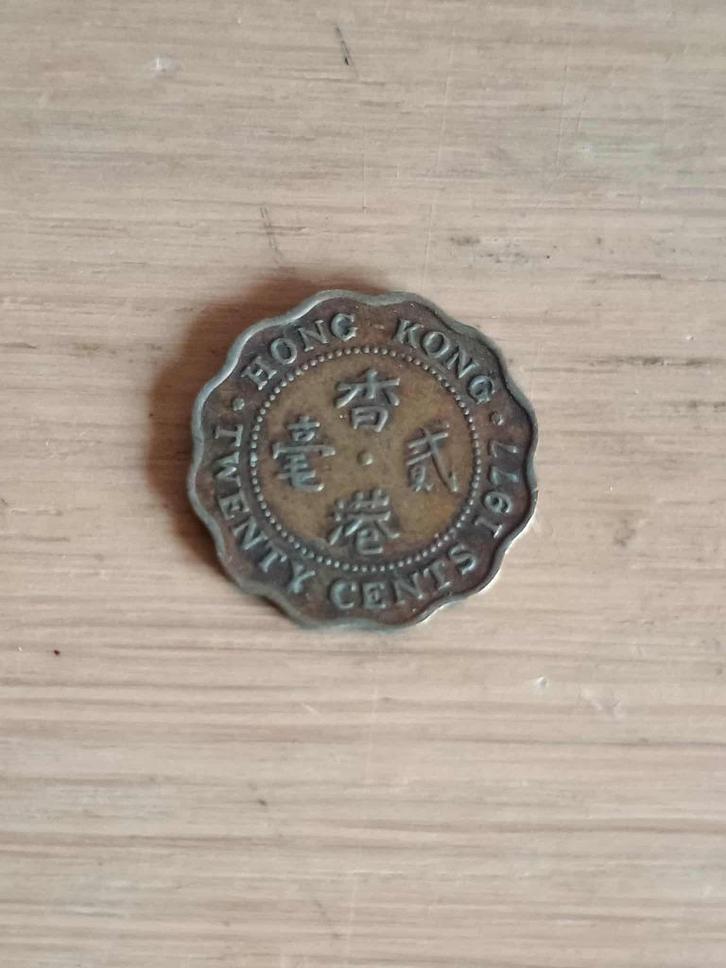 HONG KONG
香
港
貳
毫
TWENTY CENTS 1977